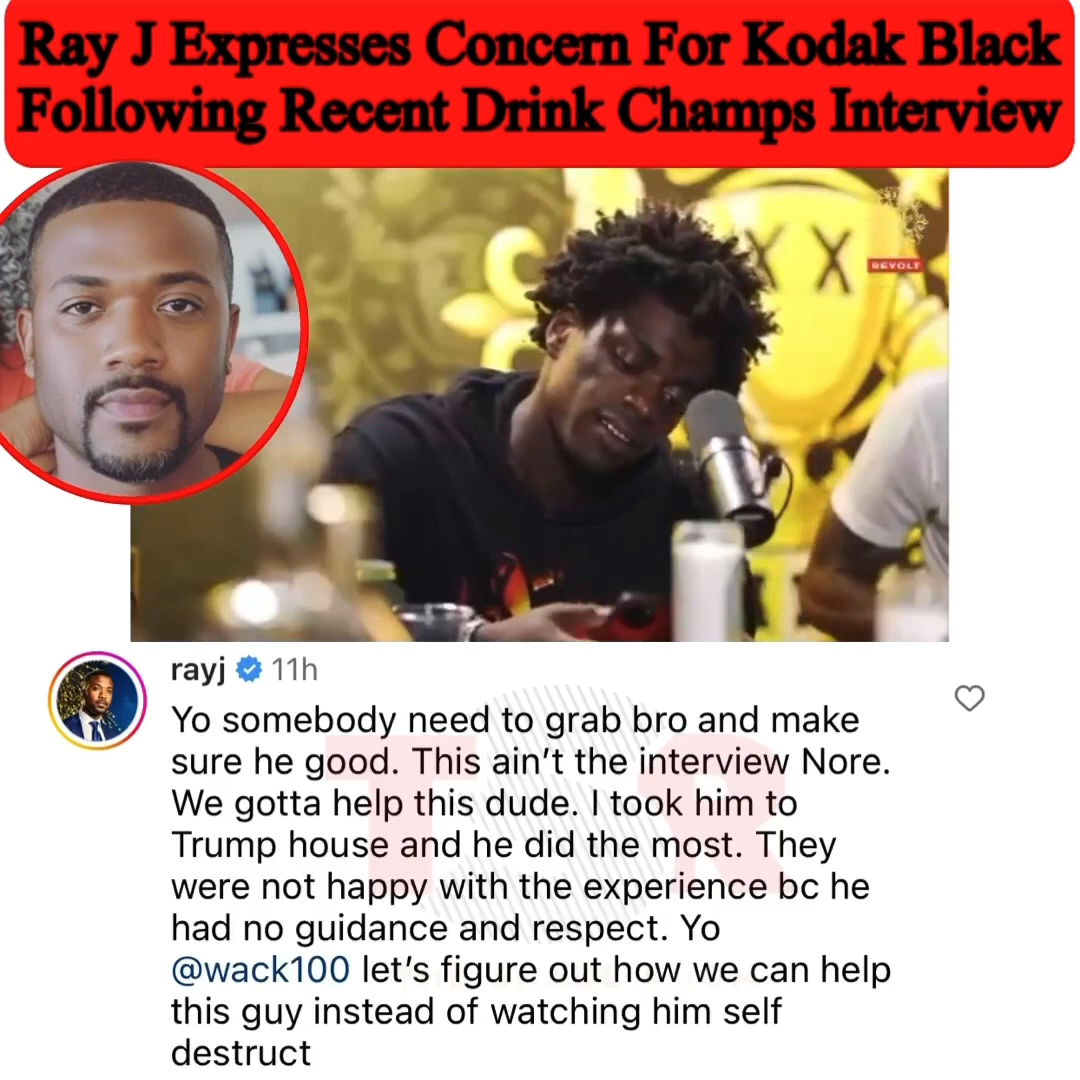 Ray J Expresses Concern For Kodak Black
Following Recent Drink Champs Interview
XX
REVOLT
rayj 11h
Yo somebody need to grab bro and make
sure he good. This ain’t the interview Nore.
We gotta help this dude. I took him to
Trump house and he did the most. They
were not happy with the experience bc he
had no guidance and respect. Yo
@wack100 let’s figure out how we can help
this guy instead of watching him self
destruct
TSR